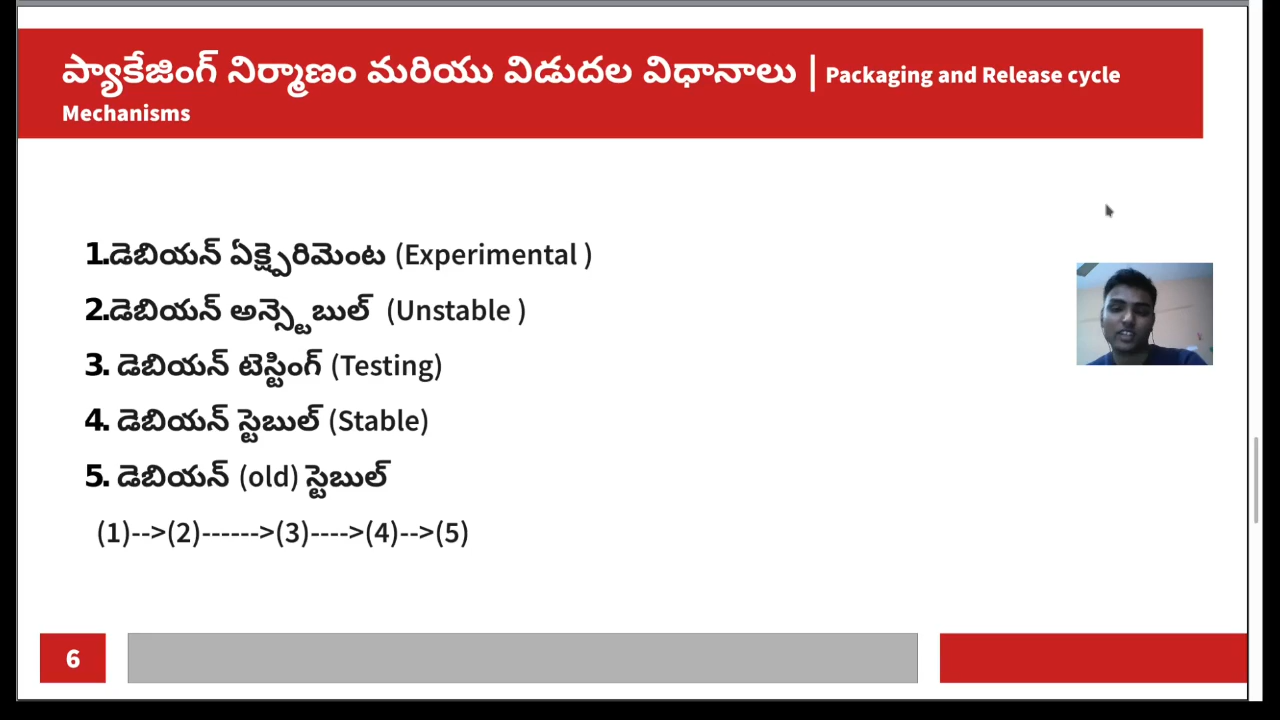 ప్యాకేజింగ్ నిర్మాణం మరియు విడుదల విధానాలు | Packaging and Release cycle
Mechanisms
1.డెబియన్ ఏక్ష్పెరిమెంట (Experimental )
2.డెబియన్ అన్స్టెబుల్  (Unstable )
3. డెబియన్ టెస్టింగ్ (Testing)
4. డెబియన్ స్టెబుల్ (Stable)
5. డెబియన్ (old) స్టెబుల్
(1)-->(2)------>(3)---->(4)-->(5)
6